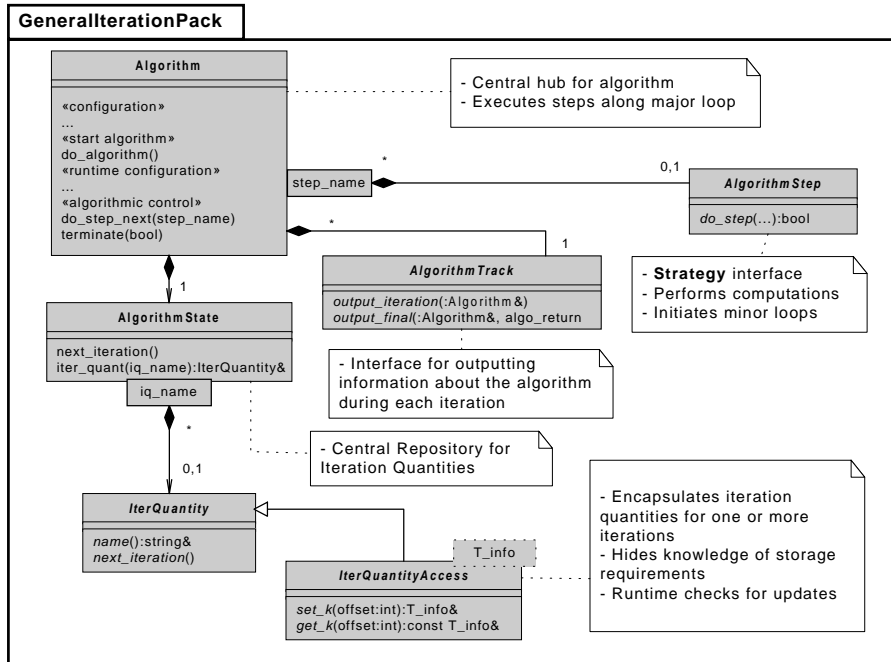 GeneralIterationPack
Algorithm
«configuration»
...
«start algorithm»
do_algorithm()
«runtime configuration»
...
«algorithmic control»
do_step_next(step_name)
terminate(bool)
- Central hub for algorithm
- Executes steps along major loop
step_name
*
0,1
AlgorithmStep
do_step(...):bool
- Strategy interface
- Performs computations
- Initiates minor loops
*
1
AlgorithmTrack
output_iteration(:Algorithm&)
output_final(:Algorithm&, algo_return
- Interface for outputting
information about the algorithm
during each iteration
1
AlgorithmState
next_iteration()
iter_quant(iq_name):IterQuantity&
iq_name
*
0,1
- Central Repository for
Iteration Quantities
IterQuantity
name():string&
next_iteration()
T_info
IterQuantityAccess
set_k(offset:int):T_info&
get_k(offset:int):const T_info&
- Encapsulates iteration
quantities for one or more
iterations
- Hides knowledge of storage
requirements
- Runtime checks for updates